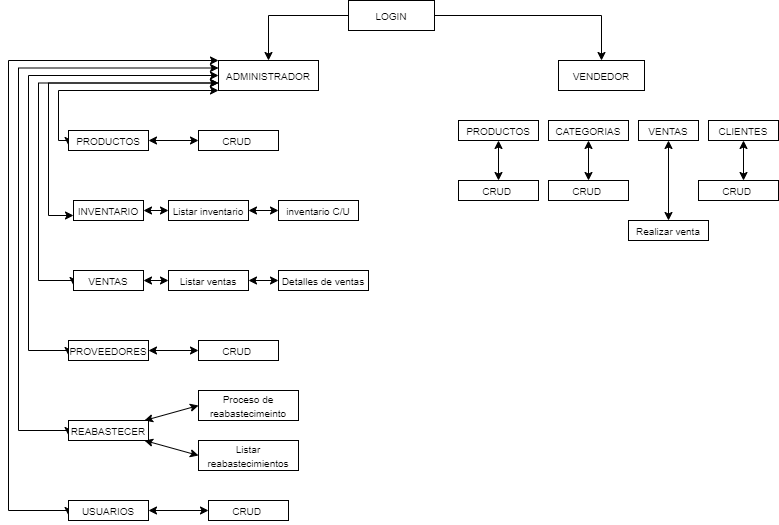 LOGIN
ADMINISTRADOR
VENDEDOR
PRODUCTOS
CATEGORIAS
VENTAS
CLIENTES
CRUD
CRUD
CRUD
Realizar venta
PRODUCTOS
CRUD
INVENTARIO
Listar inventario
inventario C/U
VENTAS
Listar ventas
Detalles de ventas
PROVEEDORES
CRUD
REABASTECER
Proceso de
reabastecimeinto
Listar
reabastecimientos
USUARIOS
CRUD